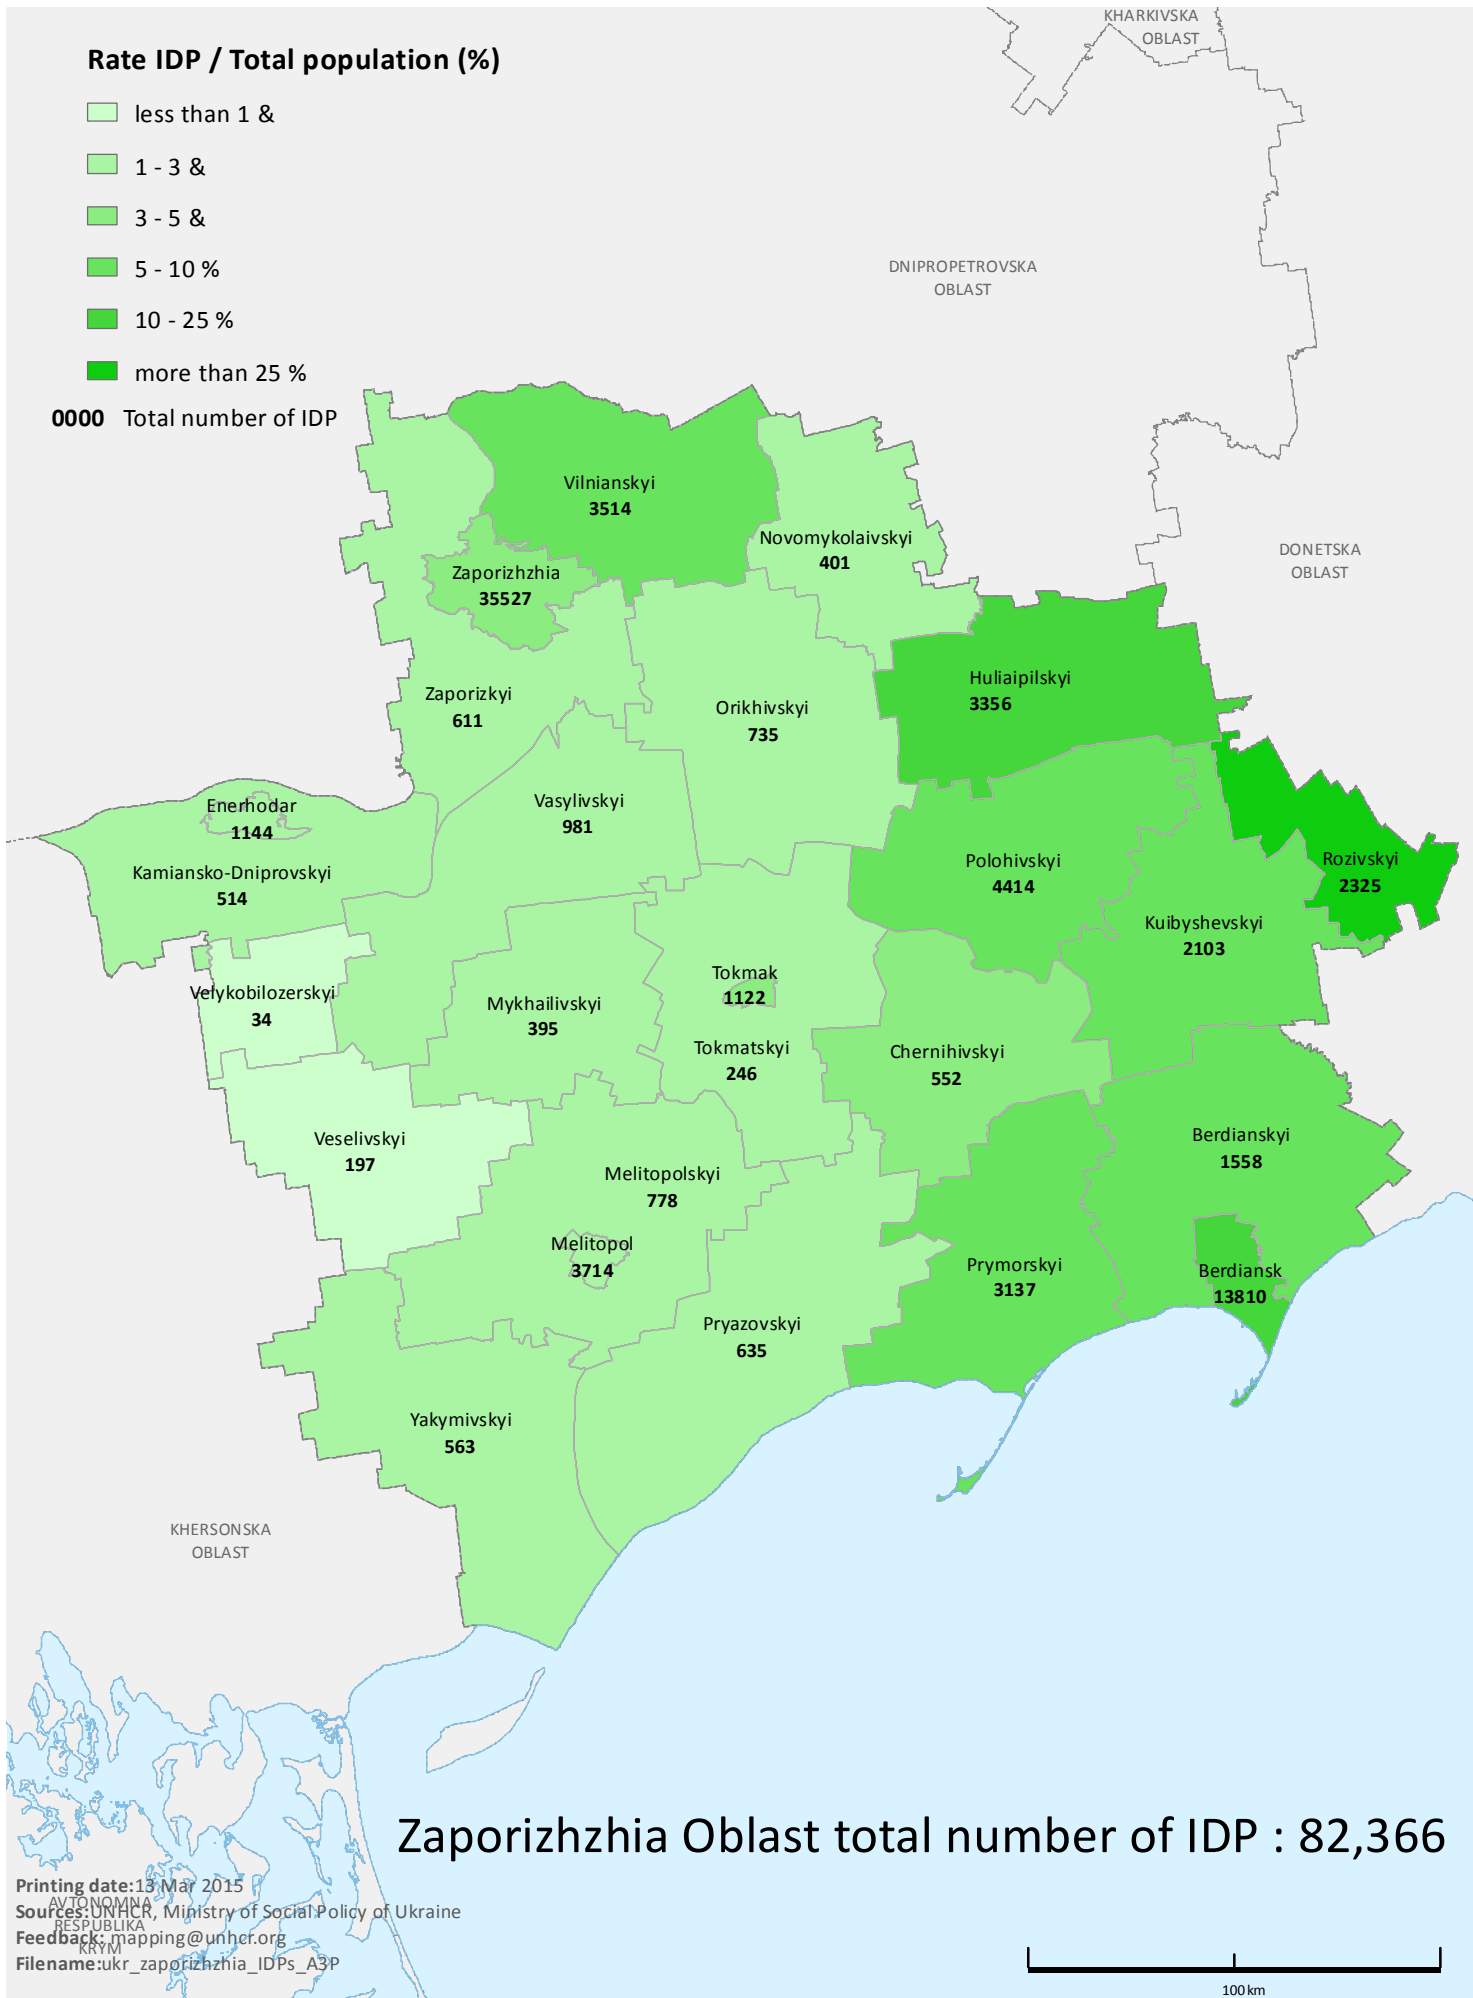 KHARKIVSKA
OBLAST
Rate IDP / Total population (%)
less than 1 &
1 - 3 &
3 - 5 &
5 - 10 %
10 - 25 %
more than 25 %
0000 Total number of IDP
DNIPROPETROVSKA
OBLAST
DONETSKA
OBLAST
Vilnianskyi
3514
Novomykolaivskyi
401
Zaporizhzhia
35527
Huliaipilskyi
3356
Zaporizkyi
611
Orikhivskyi
735
Enerhodar
1144
Vasylivskyi
981
Kamiansko-Dniprovskyi
514
Polohivskyi
4414
Rozivskyi
2325
Kuibyshevskyi
2103
Velykobilozerskyi
34
Mykhailivskyi
395
Tokmak
1122
Tokmatskyi
246
Chernihivskyi
552
Veselivskyi
197
Melitopolskyi
778
Berdianskyi
1558
Melitopol
3714
Prymorskyi
3137
Berdiansk
13810
Pryazovskyi
635
Yakymivskyi
563
KHERSONSKA
OBLAST
Zaporizhzhia Oblast total number of IDP : 82,366
Printing date:13 Mar 2015
Sources:UNHCR, Ministry of Social Policy of Ukraine
Feedback: mapping@unhcr.org
Filename:ukr_zaporizhzhia_IDPs_A3P
AVTONOMNA
RESPUBLIKA
KRYM
100 km